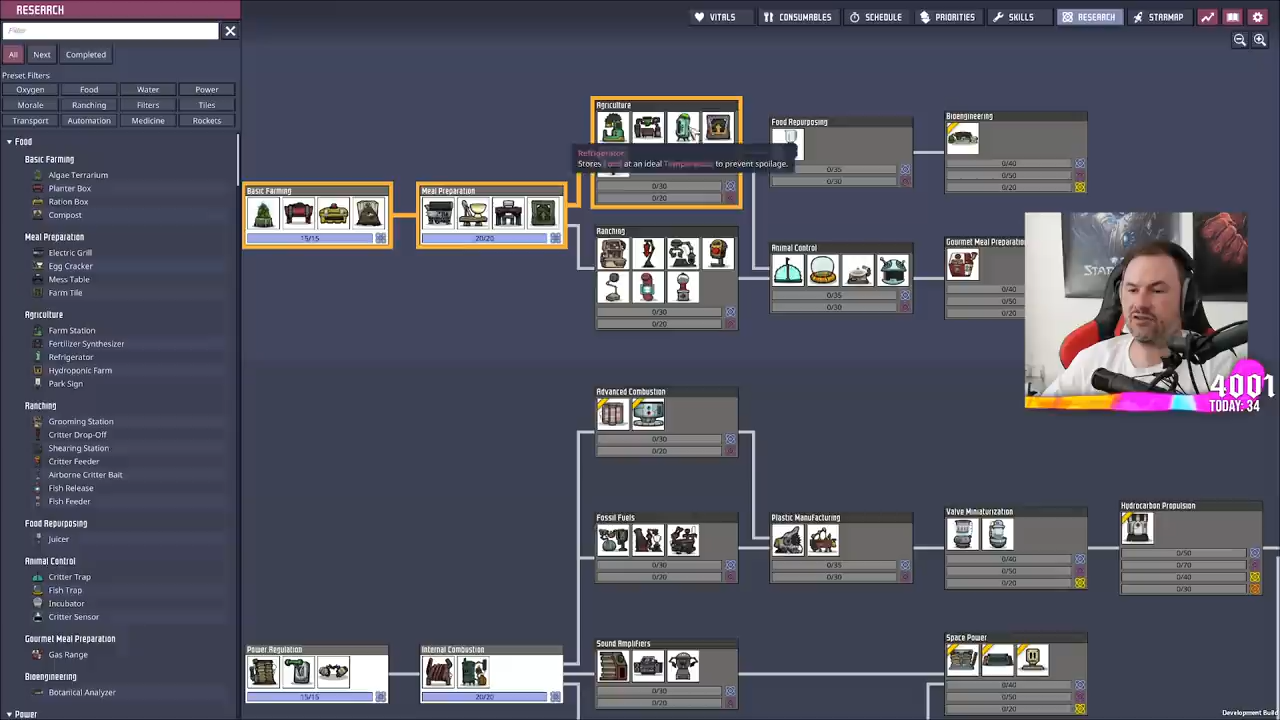 RESEARCH
VITALS
CONSUMABLES
SCHEDULE
PRIORITIES
SKILLS
RESEARCH
STARMAP
Filter
All
Next
Completed
Preset Filters
Oxygen
Food
Water
Power
Morale
Ranching
Filters
Tiles
Transport
Automation
Medicine
Rockets
Food
Basic Farming
Algae Terrarium
Planter Box
Ration Box
Compost
Meal Preparation
Electric Grill
Egg Cracker
Mess Table
Farm Tile
Agriculture
Farm Station
Fertilizer Synthesizer
Refrigerator
Hydroponic Farm
Park Sign
Ranching
Grooming Station
Critter Drop-Off
Shearing Station
Critter Feeder
Airborne Critter Bait
Fish Release
Fish Feeder
Food Repurposing
Juicer
Animal Control
Critter Trap
Fish Trap
Incubator
Critter Sensor
Gourmet Meal Preparation
Gas Range
Bioengineering
Botanical Analyzer
Power
Basic Farming
15/15
Meal Preparation
20/20
Agriculture
Refrigerator
Stores Food at an ideal Temperature to prevent spoilage.
0/30
0/20
Food Repurposing
0/35
0/30
Bioengineering
0/40
0/50
0/20
Ranching
0/30
0/20
Animal Control
0/35
0/30
Gourmet Meal Preparation
0/40
0/50
0/20
Advanced Combustion
0/30
0/20
Fossil Fuels
0/30
0/20
Plastic Manufacturing
0/35
0/30
Valve Miniaturization
0/40
0/50
0/20
Hydrocarbon Propulsion
0/50
0/70
0/40
0/30
Power Regulation
15/15
Internal Combustion
20/20
Sound Amplifiers
0/30
0/20
Space Power
0/40
0/50
0/20
4001
TODAY: 34
Development Build